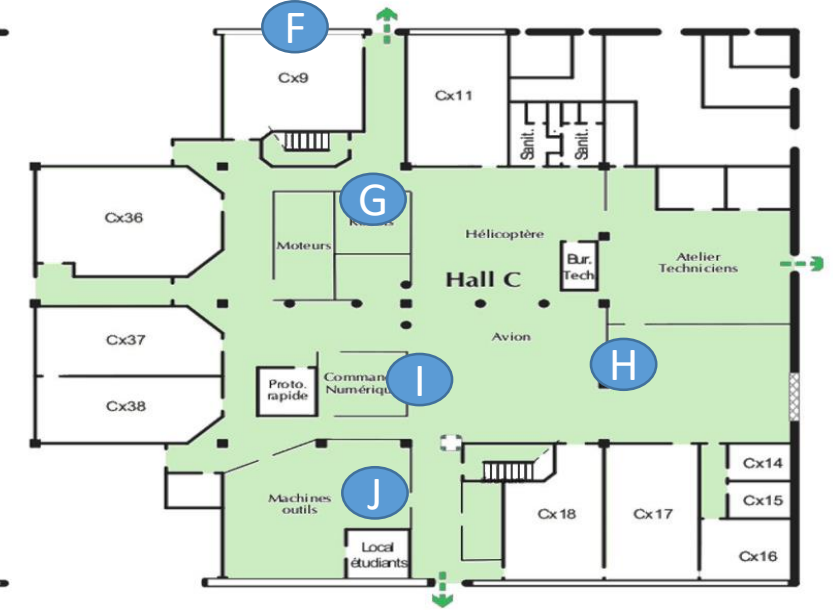 F
Cx9
Cx11
Sanit.
Sanit.
Cx36
G
Moteurs
Hélicoptère
Bur.
Tech
Atelier
Techniciens
Hall C
Cx37
Avion
H
I
Proto.
rapide
Numérique
Cx38
J
Machines
outils
Local
étudiants
Cx18
Cx17
Cx14
Cx15
Cx16